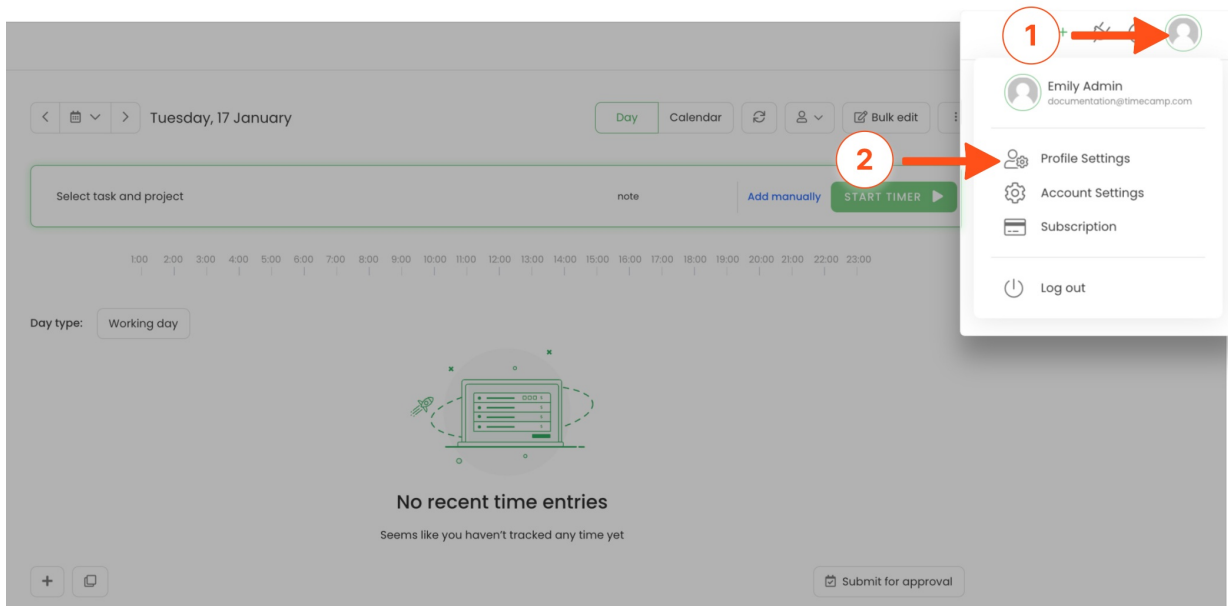 1
Emily Admin
documentation@timecamp.com
Tuesday, 17 January
Day Calendar Bulk edit
2
Profile Settings
Account Settings
Subscription
Log out
Select task and project note Add manually START TIMER
1:00 2:00 3:00 4:00 5:00 6:00 7:00 8:00 9:00 10:00 11:00 12:00 13:00 14:00 15:00 16:00 17:00 18:00 19:00 20:00 21:00 22:00 23:00
Day type: Working day
No recent time entries
Seems like you haven't tracked any time yet
Submit for approval